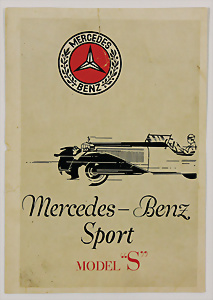 MERCEDES
BENZ
Mercedes-Benz
Sport
MODEL "S"